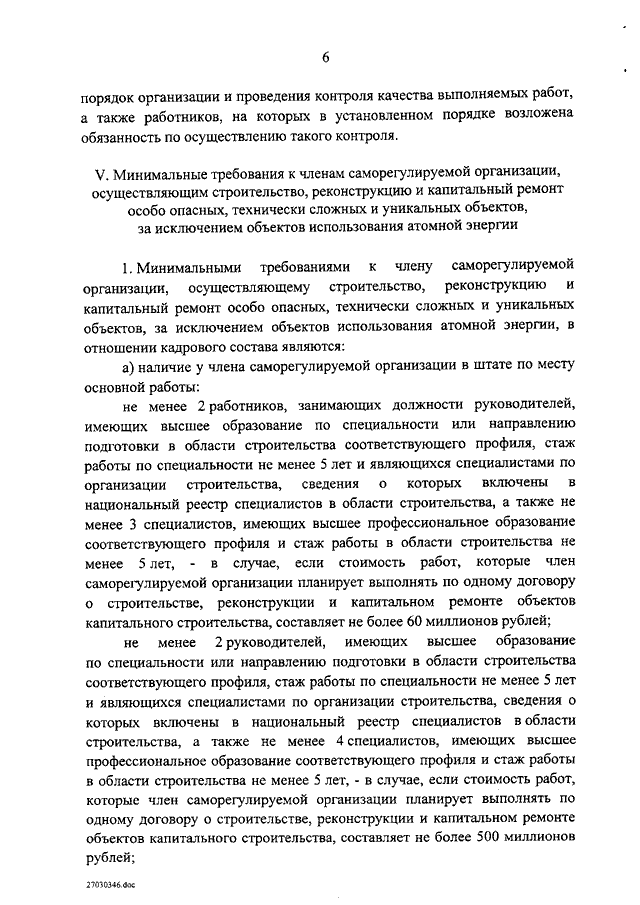 6
порядок организации и проведения контроля качества выполняемых работ,
а также работников, на которых в установленном порядке возложена
обязанность по осуществлению такого контроля.
V. Минимальные требования к членам саморегулируемой организации,
осуществляющим строительство, реконструкцию и капитальный ремонт
особо опасных, технически сложных и уникальных объектов,
за исключением объектов использования атомной энергии
1. Минимальными требованиями к члену саморегулируемой
организации, осуществляющему строительство, реконструкцию и
капитальный ремонт особо опасных, технически сложных и уникальных
объектов, за исключением объектов использования атомной энергии, в
отношении кадрового состава являются:
а) наличие у члена саморегулируемой организации в штате по месту
основной работы:
не менее 2 работников, занимающих должности руководителей,
имеющих высшее образование по специальности или направлению
подготовки в области строительства соответствующего профиля, стаж
работы по специальности не менее 5 лет и являющихся специалистами по
организации строительства, сведения о которых включены в
национальный реестр специалистов в области строительства, а также не
менее 3 специалистов, имеющих высшее профессиональное образование
соответствующего профиля и стаж работы в области строительства не
менее 5 лет, - в случае, если стоимость работ, которые член
саморегулируемой организации планирует выполнять по одному договору
о строительстве, реконструкции и капитальном ремонте объектов
капитального строительства, составляет не более 60 миллионов рублей;
не менее 2 руководителей, имеющих высшее образование
по специальности или направлению подготовки в области строительства
соответствующего профиля, стаж работы по специальности не менее 5 лет
и являющихся специалистами по организации строительства, сведения о
которых включены в национальный реестр специалистов в области
строительства, а также не менее 4 специалистов, имеющих высшее
профессиональное образование соответствующего профиля и стаж работы
в области строительства не менее 5 лет, - в случае, если стоимость работ,
которые член саморегулируемой организации планирует выполнять по
одному договору о строительстве, реконструкции и капитальном ремонте
объектов капитального строительства, составляет не более 500 миллионов
рублей;
27030346.doc